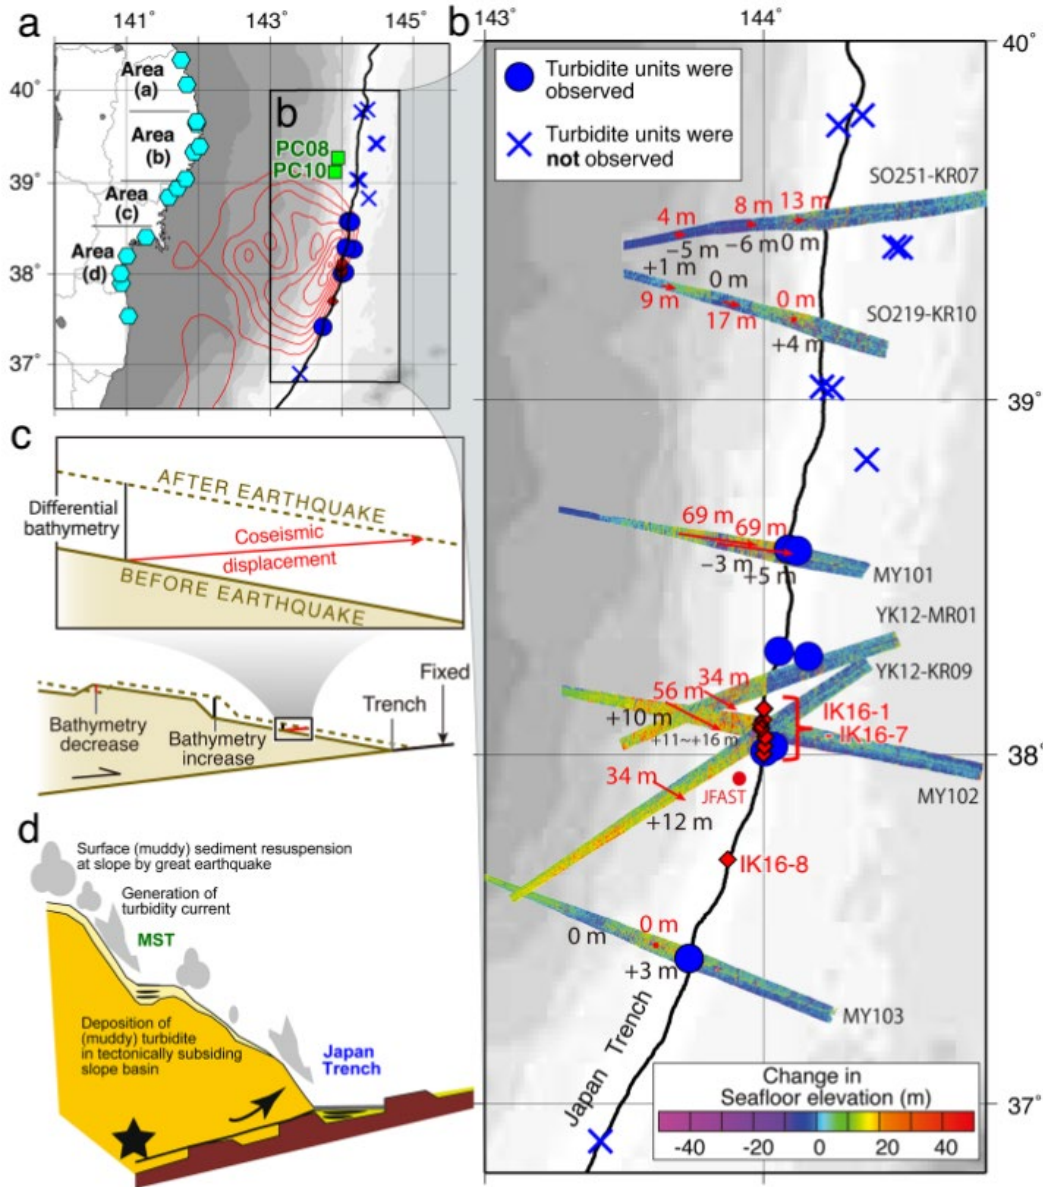 a
141°
143°
145°
40°
39°
38°
37°
Area
(a)
Area
(b)
Area
(c)
Area
(d)
b
PC08
PC10
b
143°
144°
40°
39°
38°
37°
Turbidite units were
observed
Turbidite units were
not observed
SO251-KR07
4 m
8 m
13 m
−5 m
−6 m
0 m
+1 m
0 m
9 m
17 m
0 m
+4 m
SO219-KR10
69 m
69 m
−3 m
+5 m
MY101
YK12-MR01
YK12-KR09
34 m
56 m
+10 m
+11~+16 m
IK16-1
- IK16-7
34 m
JFAST
+12 m
MY102
IK16-8
0 m
0 m
+3 m
MY103
Japan Trench
Change in
Seafloor elevation (m)
-40
-20
0
20
40
c
AFTER EARTHQUAKE
Differential
bathymetry
Coseismic
displacement
BEFORE EARTHQUAKE
Fixed
Trench
Bathymetry
decrease
Bathymetry
increase
d
Surface (muddy) sediment resuspension
at slope by great earthquake
Generation of
turbidity current
MST
Deposition of
(muddy) turbidite
in tectonically subsiding
slope basin
Japan
Trench